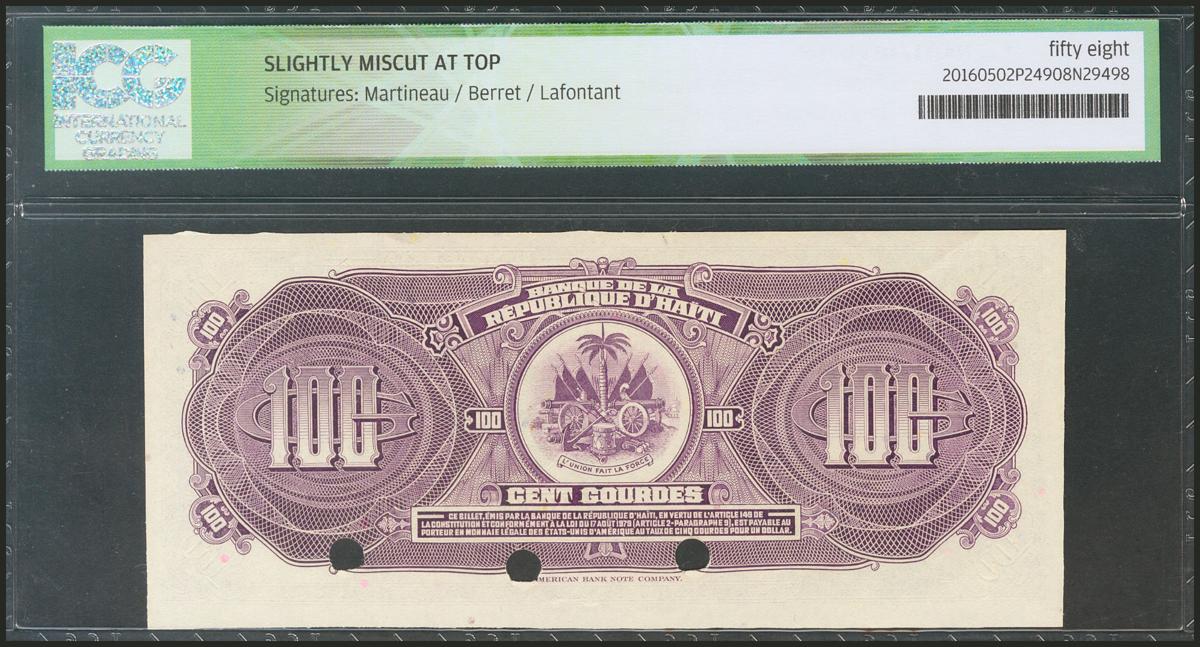 ICG
INTERNATIONAL
CURRENCY
GRADING
SLIGHTLY MISCUT AT TOP
Signatures: Martineau / Berret / Lafontant
fifty eight
20160502P24908N29498
BANQUE DE LA
RÉPUBLIQUE D'HAÏTI
100
100
100
100
100
100
L'UNION FAIT LA FORCE
CENT GOURDES
100
100
CE BILLET, ÉMIS PAR LA BANQUE DE LA RÉPUBLIQUE D'HAÏTI, EN VERTU DE L'ARTICLE 146 DE
LA CONSTITUTION ET CONFORMÉMENT À LA LOI DU 17 AOUT 1979 (ARTICLE 2-PARAGRAPHE 9), EST PAYABLE AU
PORTEUR EN MONNAIE LÉGALE DES ÉTATS-UNIS D'AMÉRIQUE AU TAUX DE CINQ GOURDES POUR UN DOLLAR.
MERICAN BANK NOTE COMPANY.